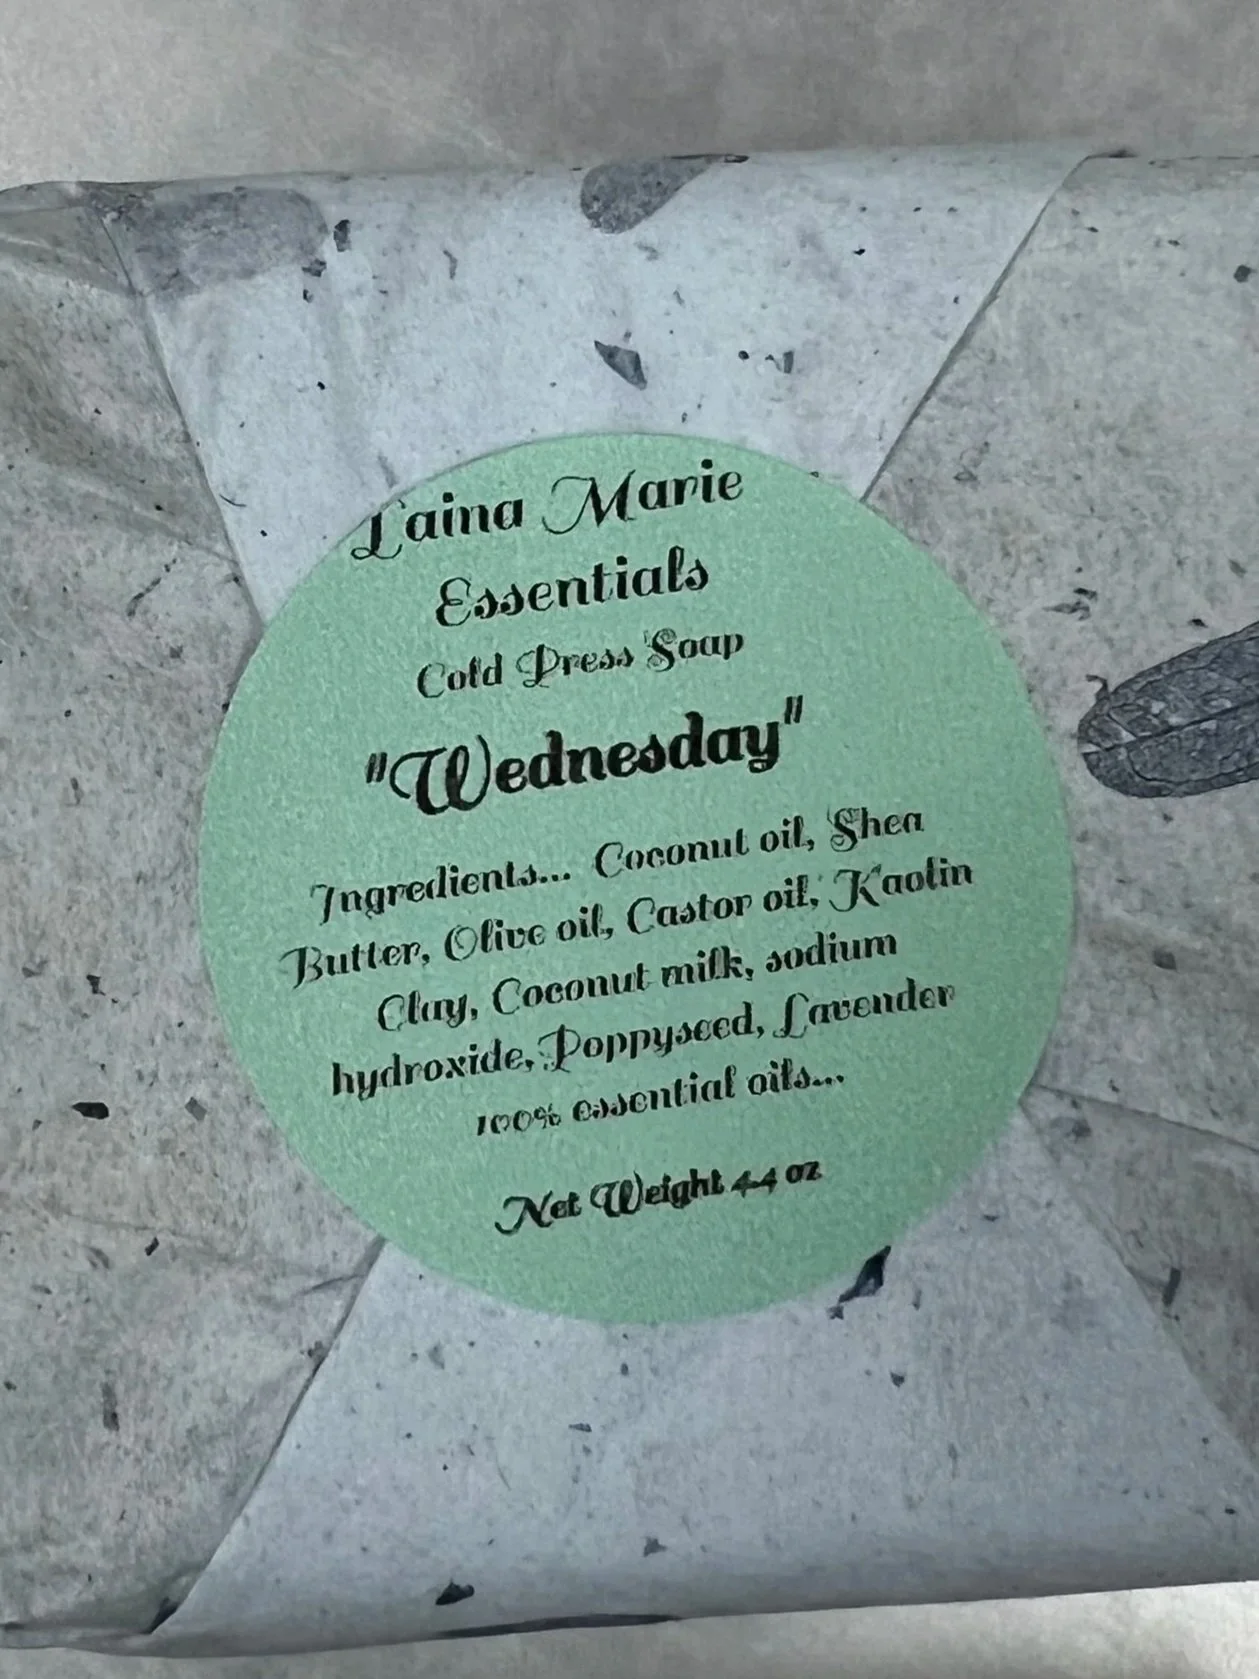 Laina Marie
Essentials
Cold Press Soap
"Wednesday"
Ingredients... Coconut oil, Shea
Butter, Olive oil, Castor oil, Kaolin
Clay, Coconut milk, sodium
hydroxide, Poppyseed, Lavender
100% essential oils...
Net Weight 4.4 oz